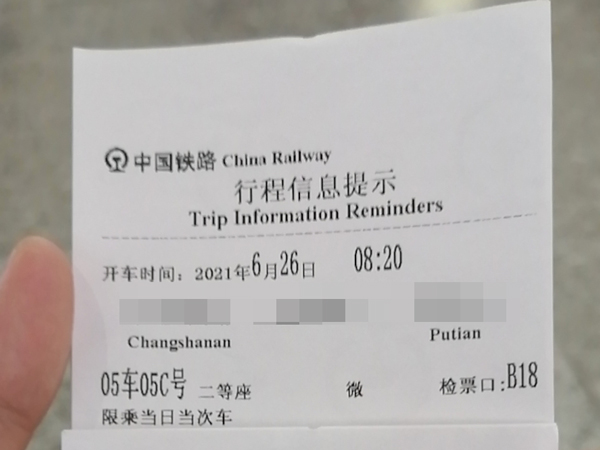 中国铁路 China Railway
行程信息提示
Trip Information Reminders
开车时间：2021年6月26日 08:20
Changshanan Putian
05车05C号 二等座 微 检票口:B18
限乘当日当次车